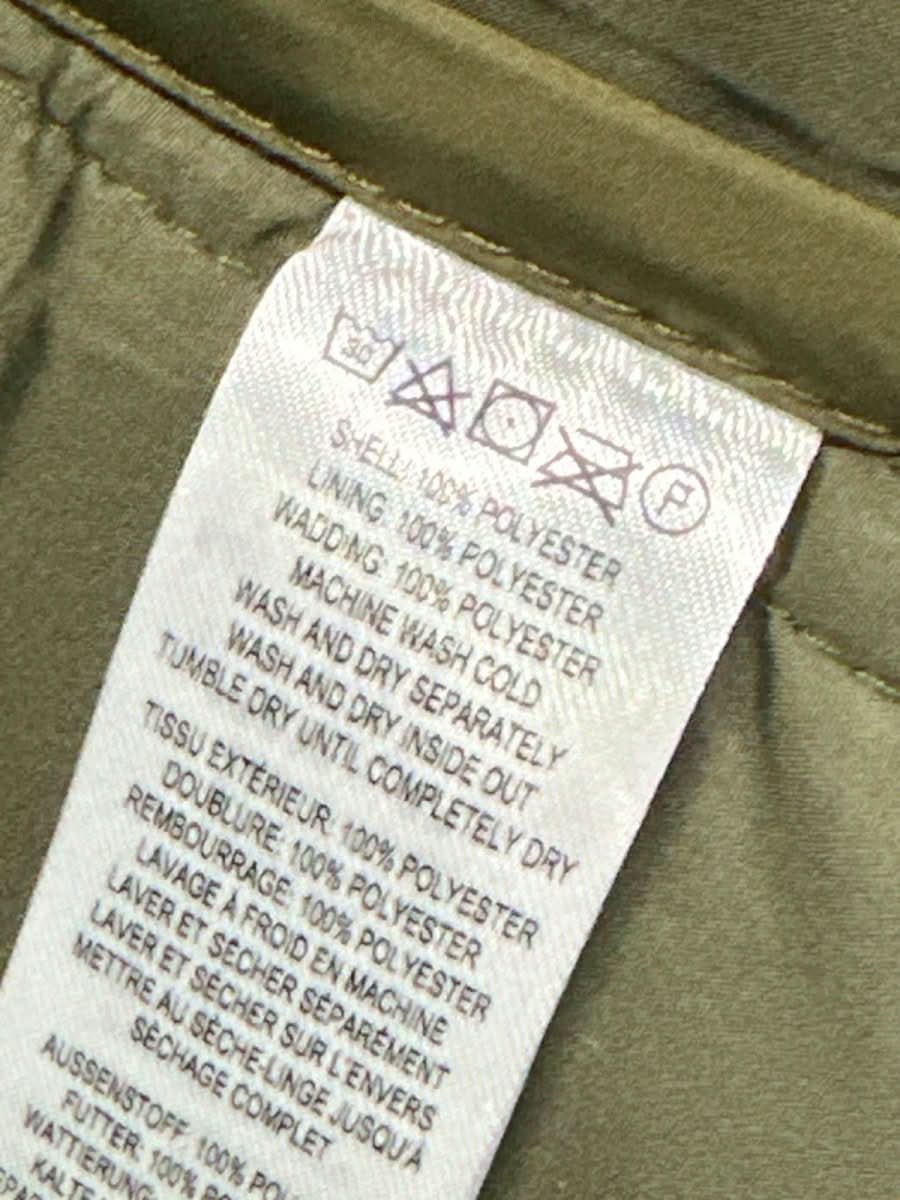 30°
P
SHELL: 100% POLYESTER
LINING: 100% POLYESTER
WADDING: 100% POLYESTER
MACHINE WASH COLD
WASH AND DRY SEPARATELY
WASH AND DRY INSIDE OUT
TUMBLE DRY UNTIL COMPLETELY DRY
TISSU EXTÉRIEUR: 100% POLYESTER
DOUBLURE: 100% POLYESTER
REMBOURRAGE: 100% POLYESTER
LAVAGE À FROID EN MACHINE
LAVER ET SÉCHER SÉPARÉMENT
LAVER ET SÉCHER SUR L'ENVERS
METTRE AU SÈCHE-LINGE JUSQU'À
SÉCHAGE COMPLET
AUSSENSTOFF: 100%
FUTTER: 100%
WATTIERUNG:
KALTE